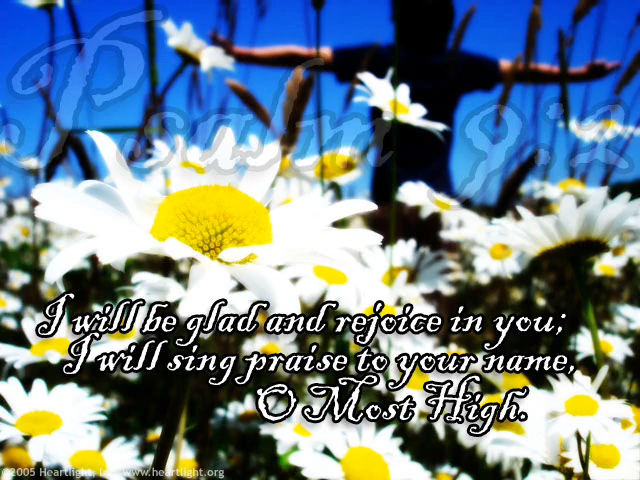 Psalm 9:2
I will be glad and rejoice in you;
I will sing praise to your name,
O Most High.
©2005 Heartlight, Inc. www.heartlight.org